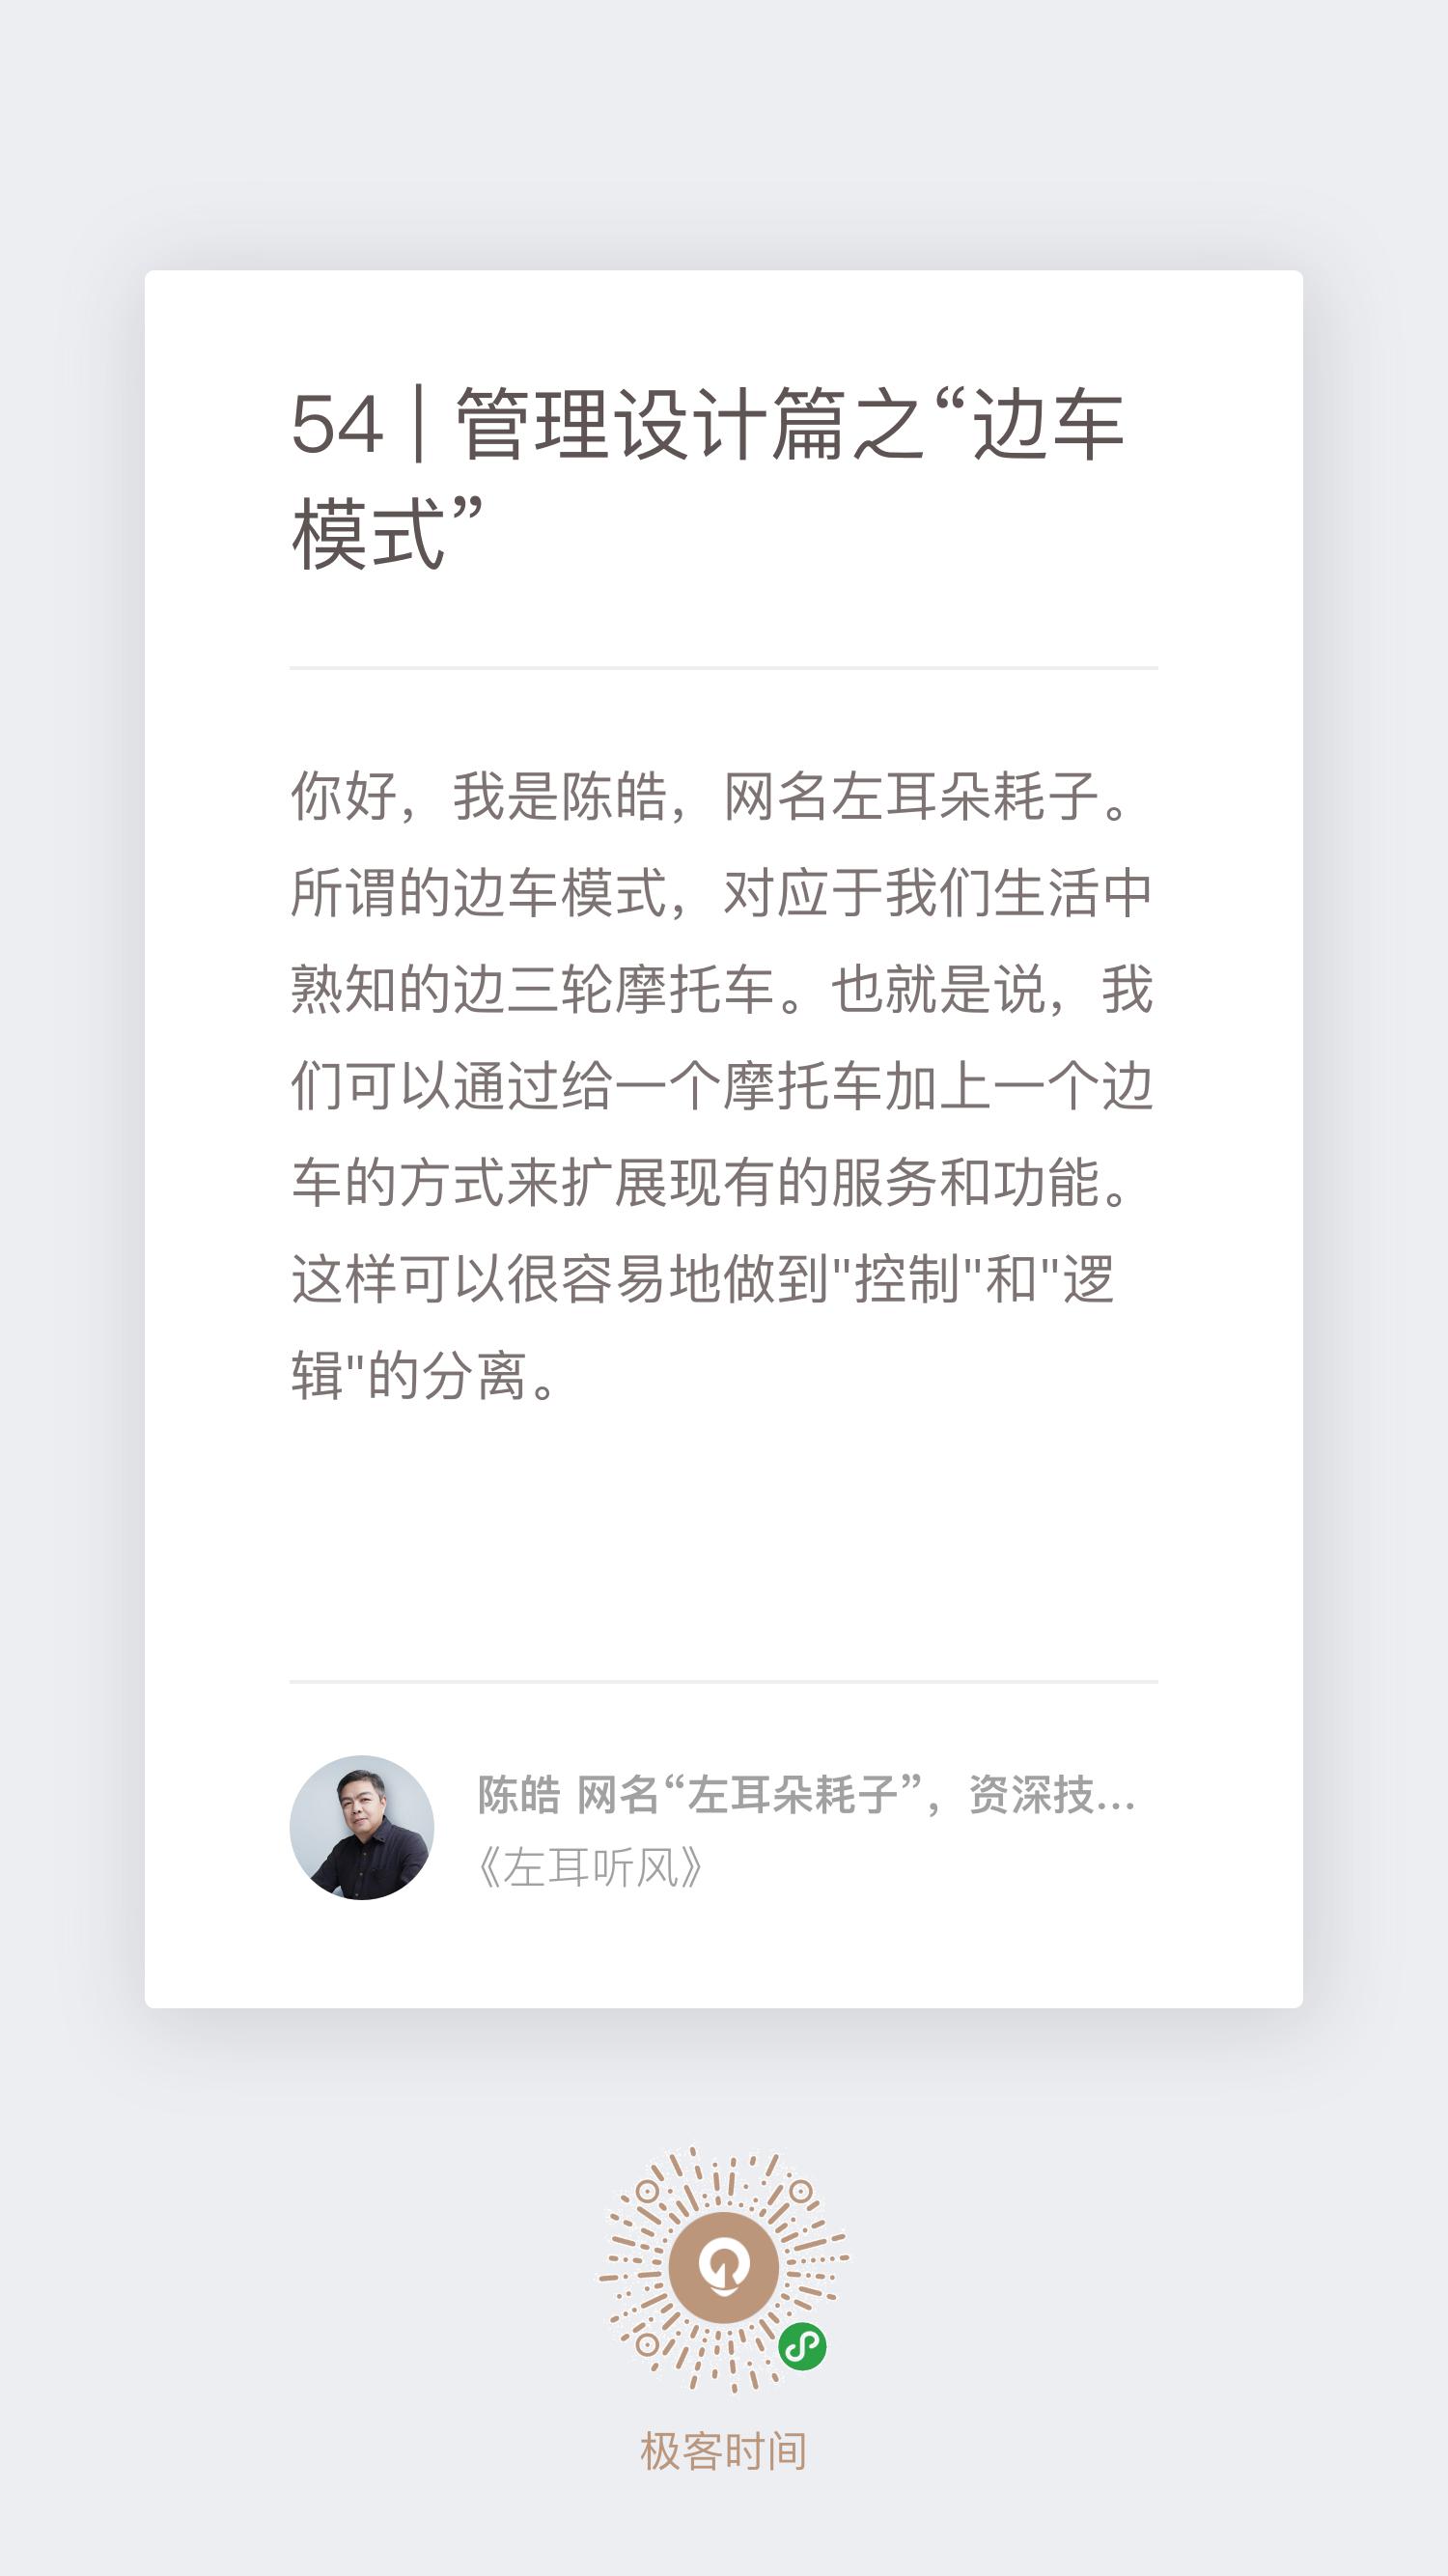 54 | 管理设计篇之“边车
模式”
你好，我是陈皓，网名左耳朵耗子。
所谓的边车模式，对应于我们生活中
熟知的边三轮摩托车。也就是说，我
们可以通过给一个摩托车加上一个边
车的方式来扩展现有的服务和功能。
这样可以很容易地做到"控制"和"逻
辑"的分离。
陈皓 网名“左耳朵耗子”，资深技...
《左耳听风》
极客时间